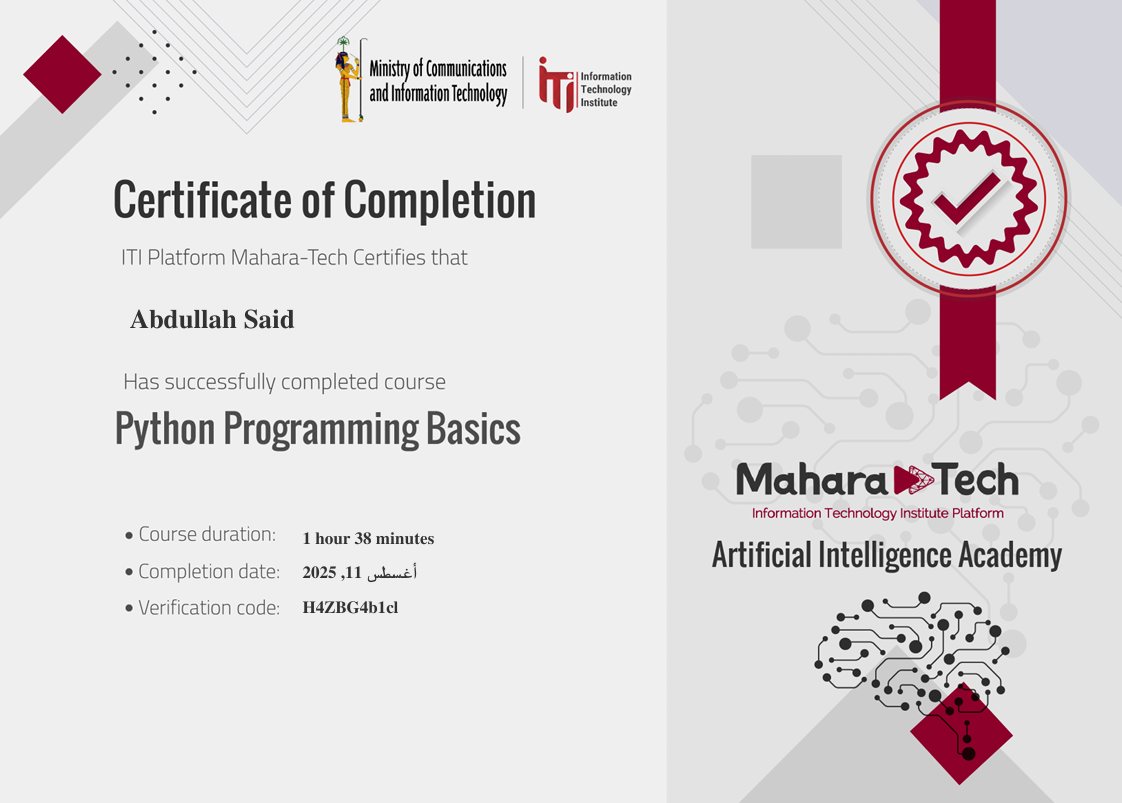 Ministry of Communications
and Information Technology
iTi
Information
Technology
Institute
Certificate of Completion
ITI Platform Mahara-Tech Certifies that
Abdullah Said
Has successfully completed course
Python Programming Basics
• Course duration: 1 hour 38 minutes
• Completion date: 2025 ,11 أغسطس
• Verification code: H4ZBG4b1cl
Mahara Tech
Information Technology Institute Platform
Artificial Intelligence Academy